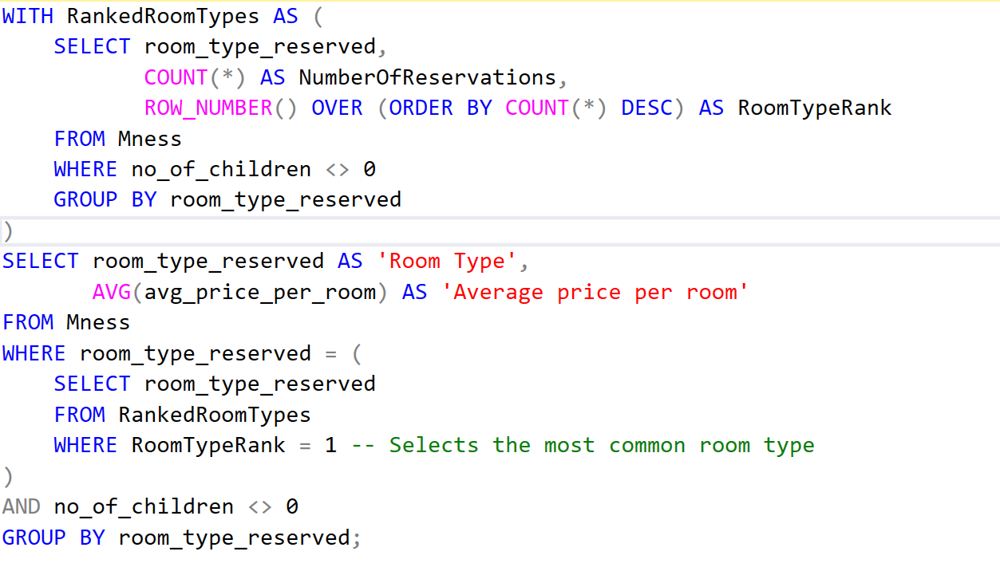 WITH RankedRoomTypes AS (
    SELECT room_type_reserved,
           COUNT(*) AS NumberOfReservations,
           ROW_NUMBER() OVER (ORDER BY COUNT(*) DESC) AS RoomTypeRank
    FROM Mness
    WHERE no_of_children <> 0
    GROUP BY room_type_reserved
)
SELECT room_type_reserved AS 'Room Type',
       AVG(avg_price_per_room) AS 'Average price per room'
FROM Mness
WHERE room_type_reserved = (
    SELECT room_type_reserved
    FROM RankedRoomTypes
    WHERE RoomTypeRank = 1 -- Selects the most common room type
)
AND no_of_children <> 0
GROUP BY room_type_reserved;